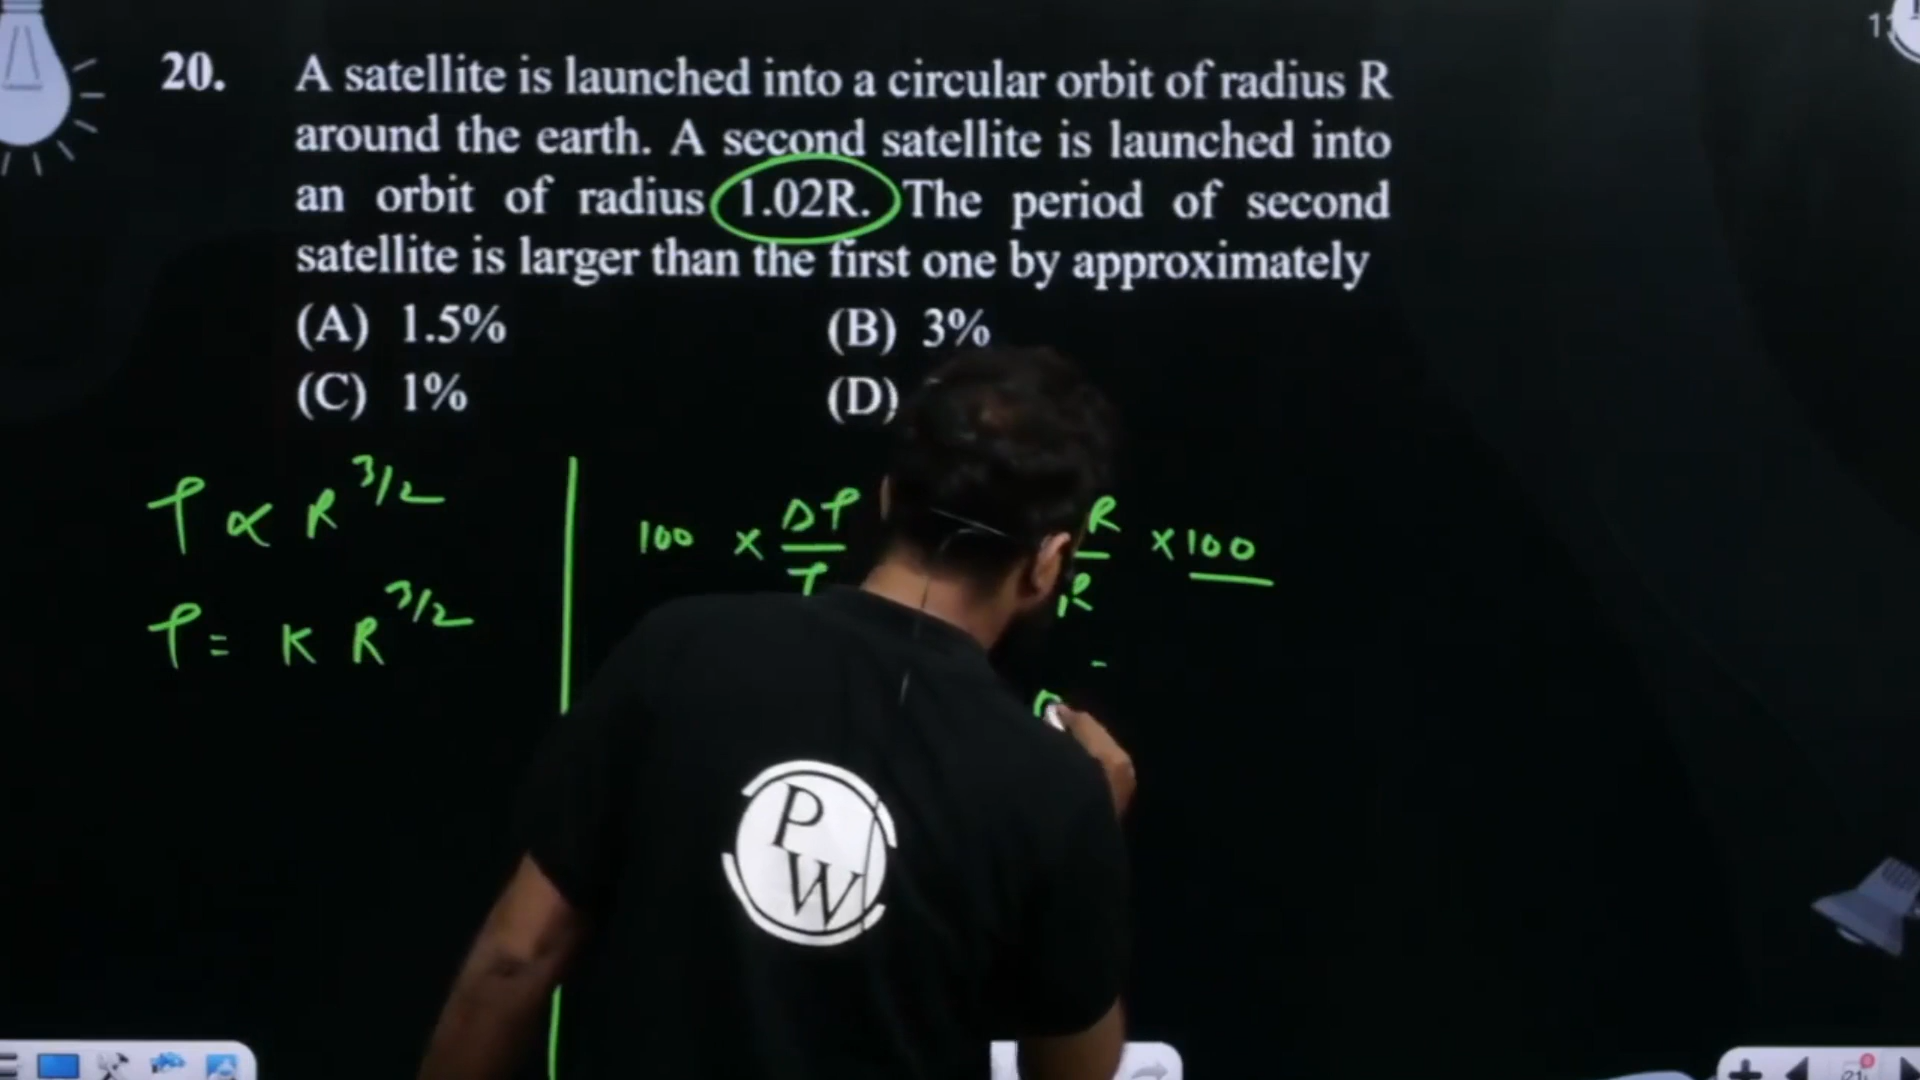 20. A satellite is launched into a circular orbit of radius R
around the earth. A second satellite is launched into
an orbit of radius 1.02R. The period of second
satellite is larger than the first one by approximately
(A) 1.5% (B) 3%
(C) 1% (D)
T ∝ R^3/2
T = K R^3/2
100 × ΔT/T
R/R × 100
P
W